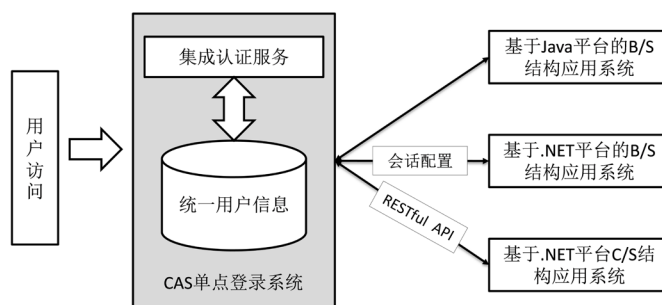 用
户
访
问
集成认证服务
统一用户信息
CAS单点登录系统
会话配置
RESTful API
基于Java平台的B/S
结构应用系统
基于.NET平台的B/S
结构应用系统
基于.NET平台C/S结
构应用系统